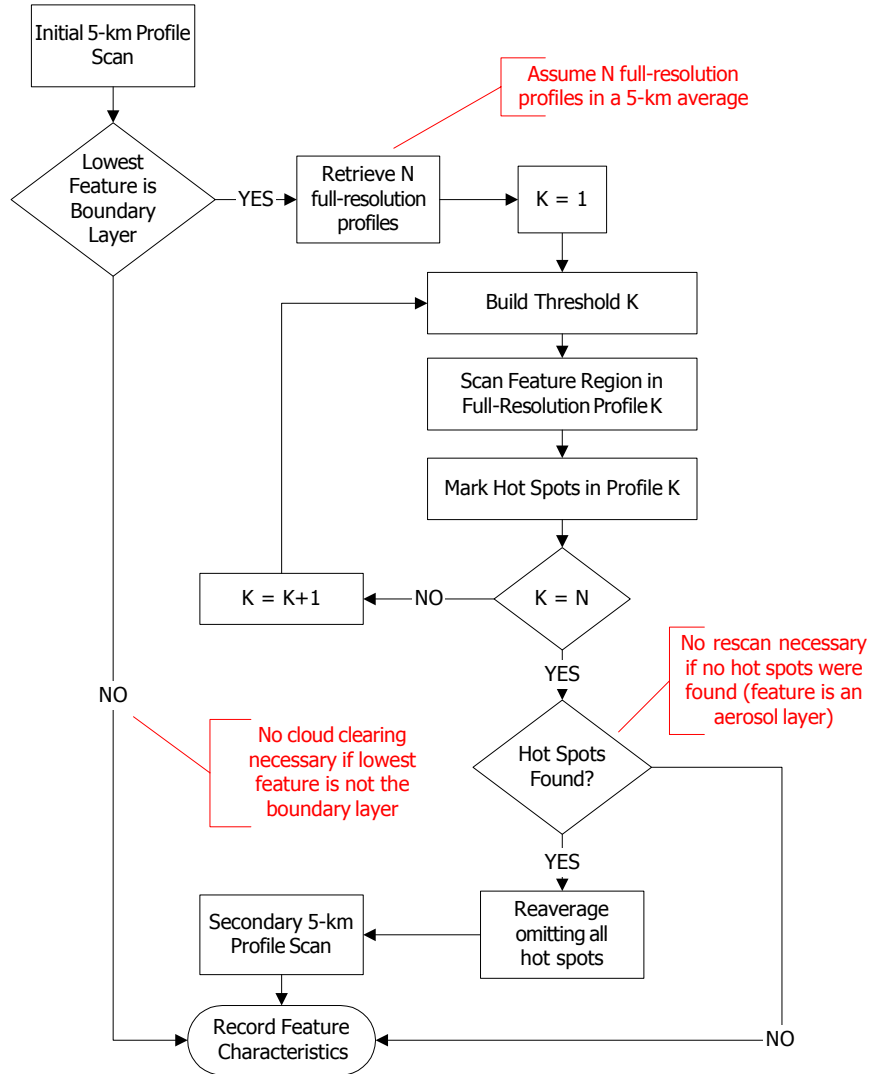 Initial 5-km Profile
Scan
Assume N full-resolution
profiles in a 5-km average
Lowest
Feature is
Boundary
Layer
YES
Retrieve N
full-resolution
profiles
K = 1
Build Threshold K
Scan Feature Region in
Full-Resolution Profile K
Mark Hot Spots in Profile K
K = K+1
NO
K = N
YES
No rescan necessary
if no hot spots were
found (feature is an
aerosol layer)
NO
No cloud clearing
necessary if lowest
feature is not the
boundary layer
Hot Spots
Found?
YES
Secondary 5-km
Profile Scan
Reaverage
omitting all
hot spots
Record Feature
Characteristics
NO